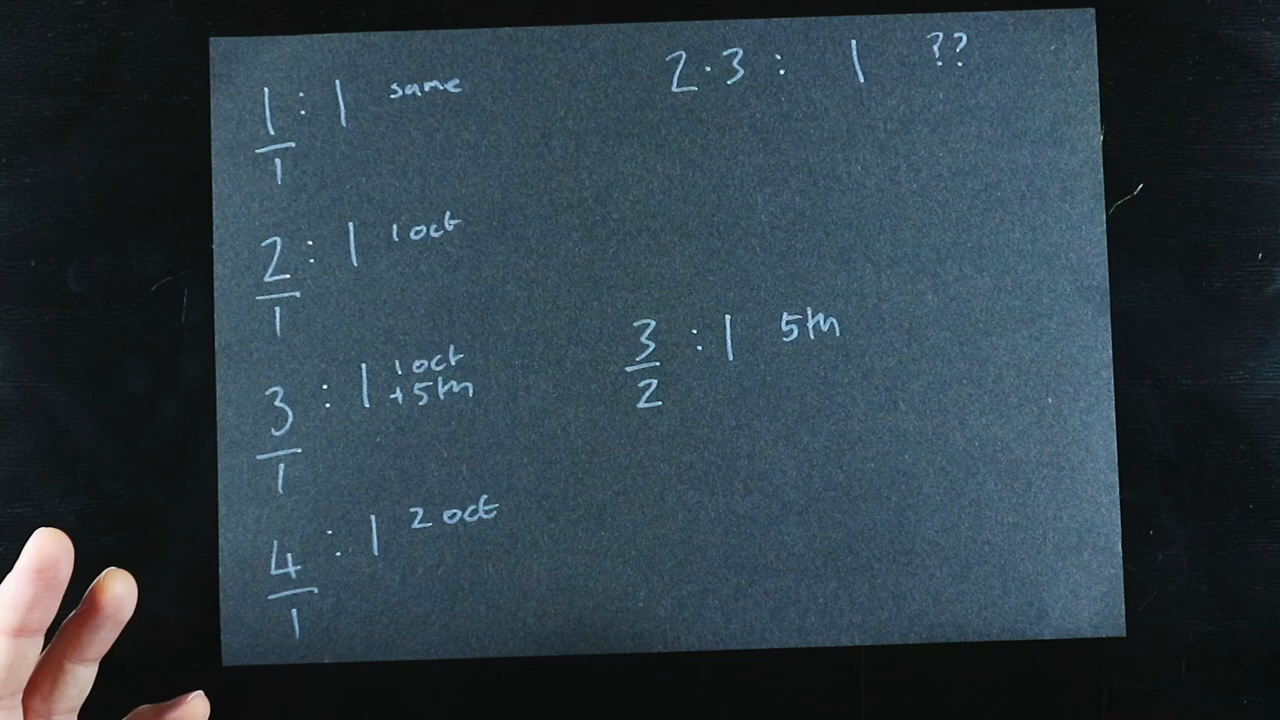 1/1 : 1 same
2/1 : 1 1 oct
3/1 : 1 1 oct
+5th
4/1 : 1 2 oct
2·3 : 1 ??
3/2 : 1 5th